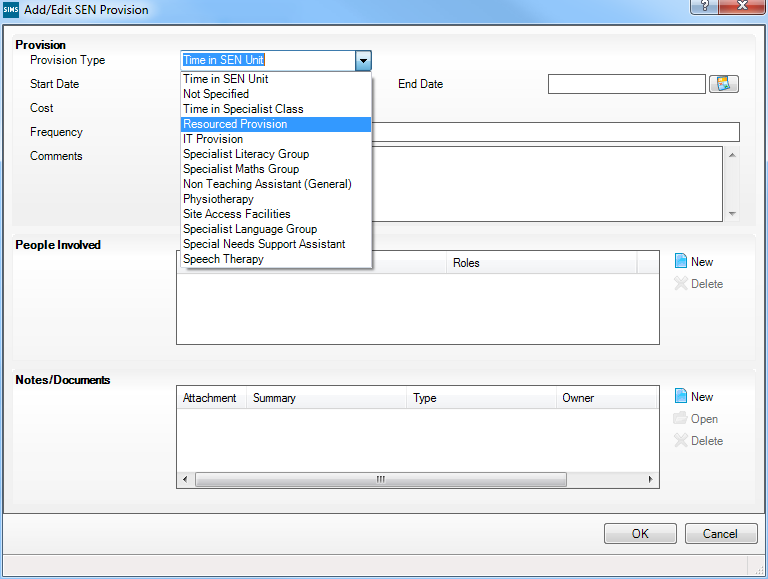 SIMS Add/Edit SEN Provision ? X
Provision
Provision Type Time in SEN Unit
Time in SEN Unit
Not Specified
Time in Specialist Class
Resourced Provision
IT Provision
Specialist Literacy Group
Specialist Maths Group
Non Teaching Assistant (General)
Physiotherapy
Site Access Facilities
Specialist Language Group
Special Needs Support Assistant
Speech Therapy
Start Date End Date
Cost
Frequency
Comments
People Involved
Roles
New
Delete
Notes/Documents
Attachment Summary Type Owner
New
Open
Delete
OK Cancel